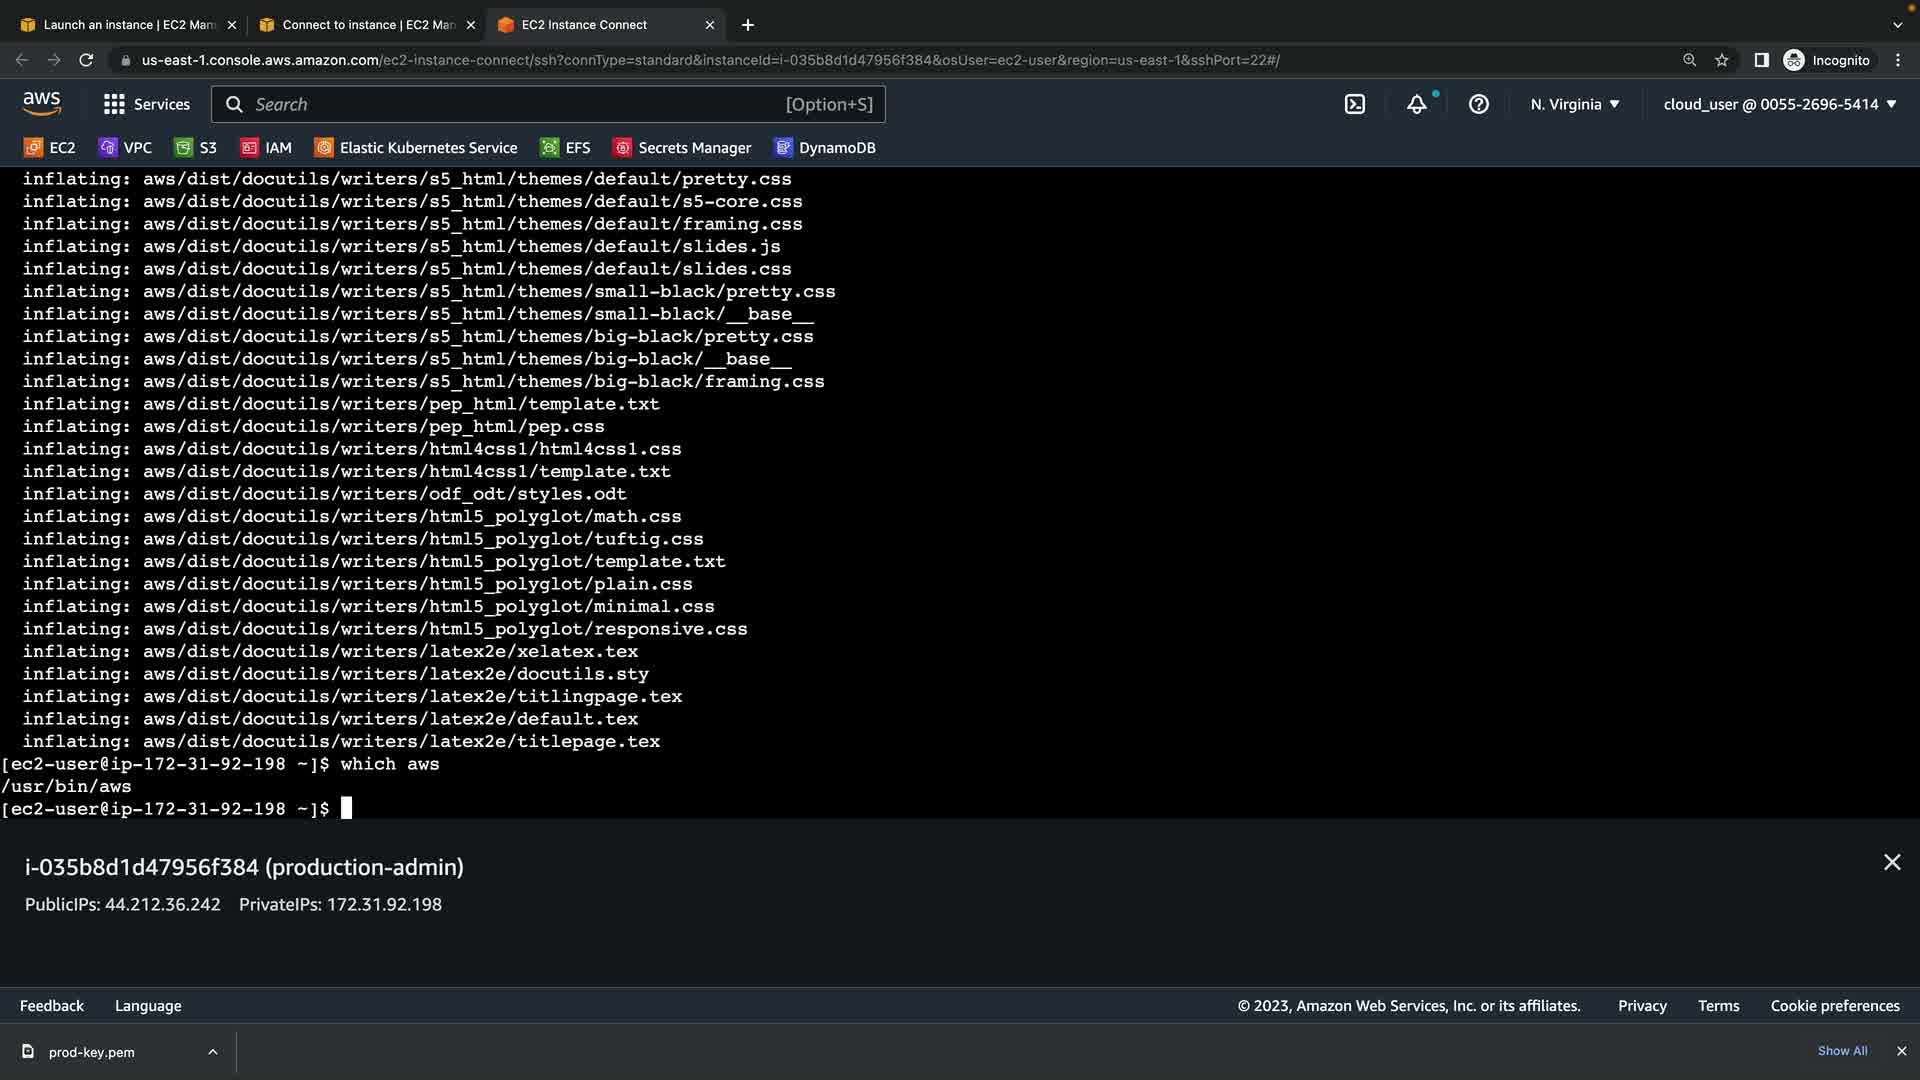 Launch an instance | EC2 Man
Connect to instance | EC2 Man
EC2 Instance Connect
us-east-1.console.aws.amazon.com/ec2-instance-connect/ssh?connType=standard&instanceId=i-035b8d1d47956f384&osUser=ec2-user&region=us-east-1&sshPort=22#/
Incognito
aws
Services
Search
[Option+S]
N. Virginia
cloud_user @ 0055-2696-5414
EC2
VPC
S3
IAM
Elastic Kubernetes Service
EFS
Secrets Manager
DynamoDB
inflating: aws/dist/docutils/writers/s5_html/themes/default/pretty.css
inflating: aws/dist/docutils/writers/s5_html/themes/default/s5-core.css
inflating: aws/dist/docutils/writers/s5_html/themes/default/framing.css
inflating: aws/dist/docutils/writers/s5_html/themes/default/slides.js
inflating: aws/dist/docutils/writers/s5_html/themes/default/slides.css
inflating: aws/dist/docutils/writers/s5_html/themes/small-black/pretty.css
inflating: aws/dist/docutils/writers/s5_html/themes/small-black/__base__
inflating: aws/dist/docutils/writers/s5_html/themes/big-black/pretty.css
inflating: aws/dist/docutils/writers/s5_html/themes/big-black/__base__
inflating: aws/dist/docutils/writers/s5_html/themes/big-black/framing.css
inflating: aws/dist/docutils/writers/pep_html/template.txt
inflating: aws/dist/docutils/writers/pep_html/pep.css
inflating: aws/dist/docutils/writers/html4css1/html4css1.css
inflating: aws/dist/docutils/writers/html4css1/template.txt
inflating: aws/dist/docutils/writers/odf_odt/styles.odt
inflating: aws/dist/docutils/writers/html5_polyglot/math.css
inflating: aws/dist/docutils/writers/html5_polyglot/tuftig.css
inflating: aws/dist/docutils/writers/html5_polyglot/template.txt
inflating: aws/dist/docutils/writers/html5_polyglot/plain.css
inflating: aws/dist/docutils/writers/html5_polyglot/minimal.css
inflating: aws/dist/docutils/writers/html5_polyglot/responsive.css
inflating: aws/dist/docutils/writers/latex2e/xelatex.tex
inflating: aws/dist/docutils/writers/latex2e/docutils.sty
inflating: aws/dist/docutils/writers/latex2e/titlingpage.tex
inflating: aws/dist/docutils/writers/latex2e/default.tex
inflating: aws/dist/docutils/writers/latex2e/titlepage.tex
[ec2-user@ip-172-31-92-198 ~]$ which aws
/usr/bin/aws
[ec2-user@ip-172-31-92-198 ~]$
i-035b8d1d47956f384 (production-admin)
PublicIPs: 44.212.36.242 PrivateIPs: 172.31.92.198
Feedback
Language
© 2023, Amazon Web Services, Inc. or its affiliates.
Privacy
Terms
Cookie preferences
prod-key.pem
Show All